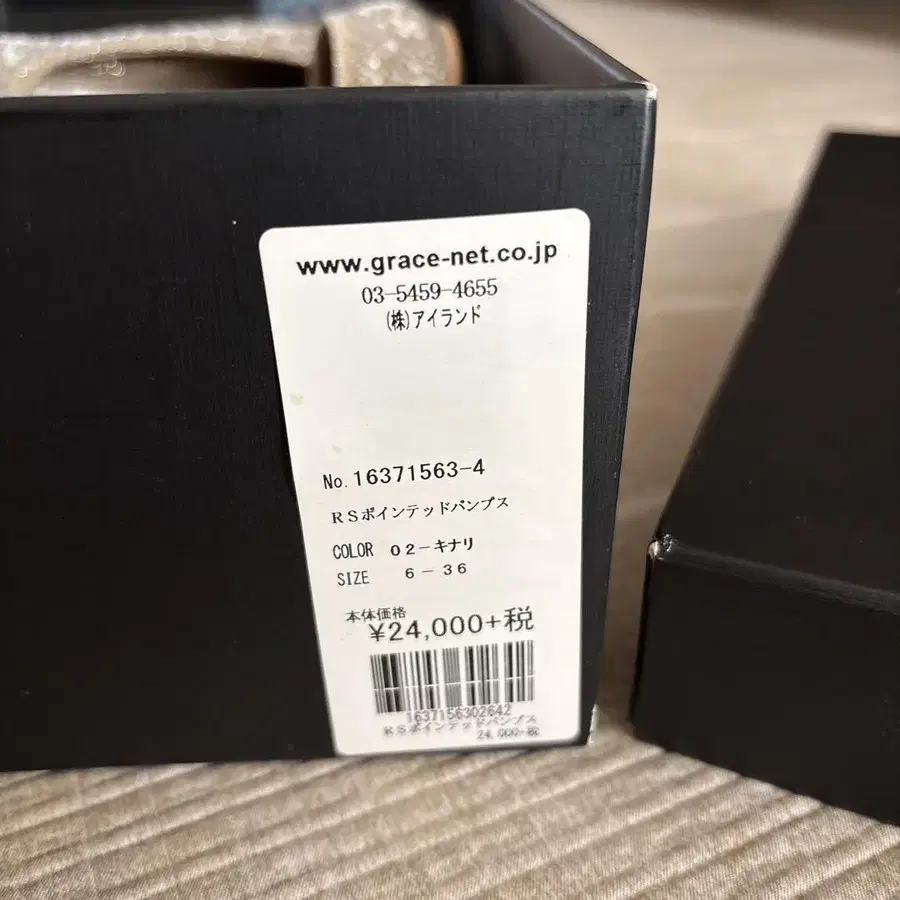 www.grace-net.co.jp
03-5459-4655
(株)アイランド
No. 16371563-4
RSポインテッドパンプス
COLOR 02-キナリ
SIZE 6-36
本体価格
¥24,000+税
1637156302642
RSポインテッドパンプス
24,000+税